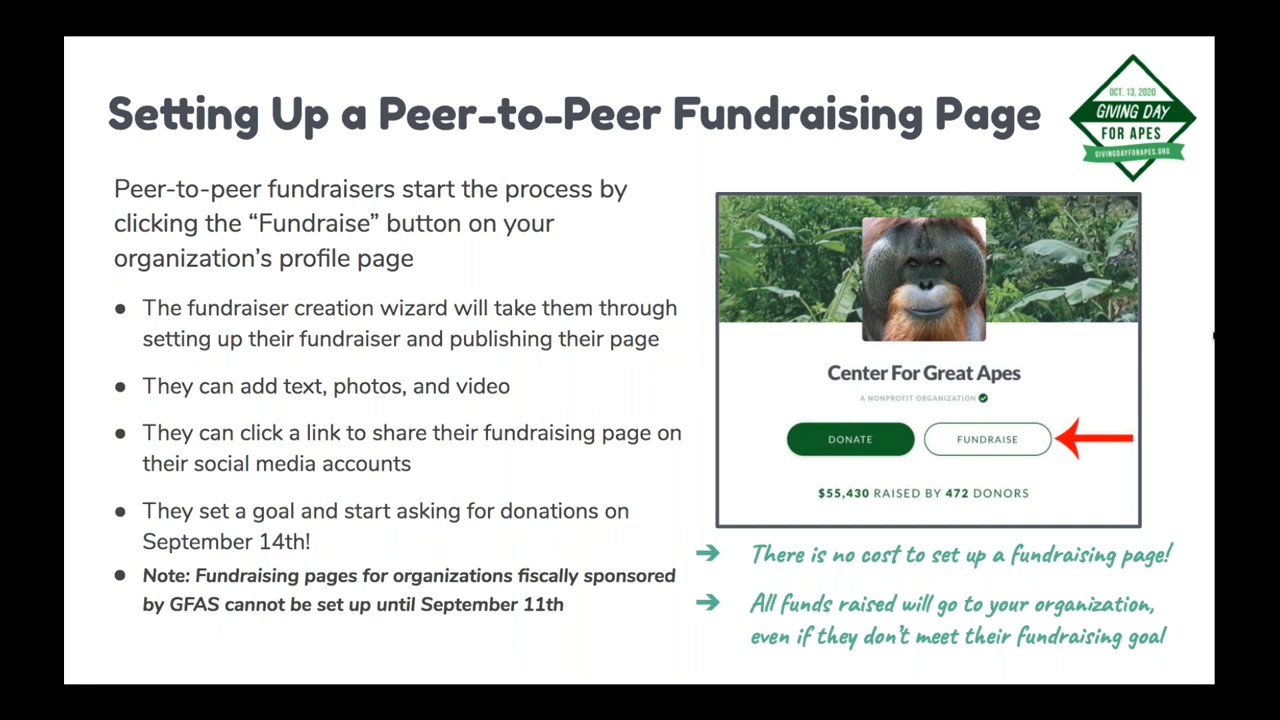 Setting Up a Peer-to-Peer Fundraising Page
OCT. 13, 2020
GIVING DAY
FOR APES
GIVINGDAYFORAPES.ORG
Peer-to-peer fundraisers start the process by
clicking the “Fundraise” button on your
organization’s profile page
● The fundraiser creation wizard will take them through
setting up their fundraiser and publishing their page
● They can add text, photos, and video
● They can click a link to share their fundraising page on
their social media accounts
● They set a goal and start asking for donations on
September 14th!
● Note: Fundraising pages for organizations fiscally sponsored
by GFAS cannot be set up until September 11th
Center For Great Apes
A NONPROFIT ORGANIZATION
DONATE FUNDRAISE
$55,430 RAISED BY 472 DONORS
➔ There is no cost to set up a fundraising page!
➔ All funds raised will go to your organization,
even if they don’t meet their fundraising goal